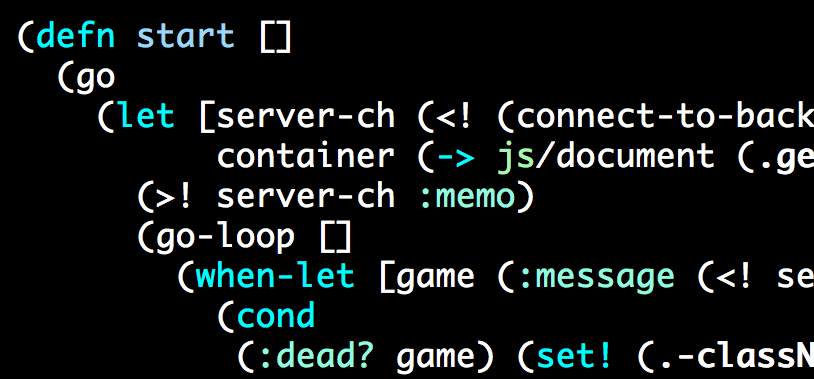 (defn start []
(go
(let [server-ch (<! (connect-to-back
container (-> js/document (.ge
(>! server-ch :memo)
(go-loop []
(when-let [game (:message (<! se
(cond
(:dead? game) (set! (.-classN